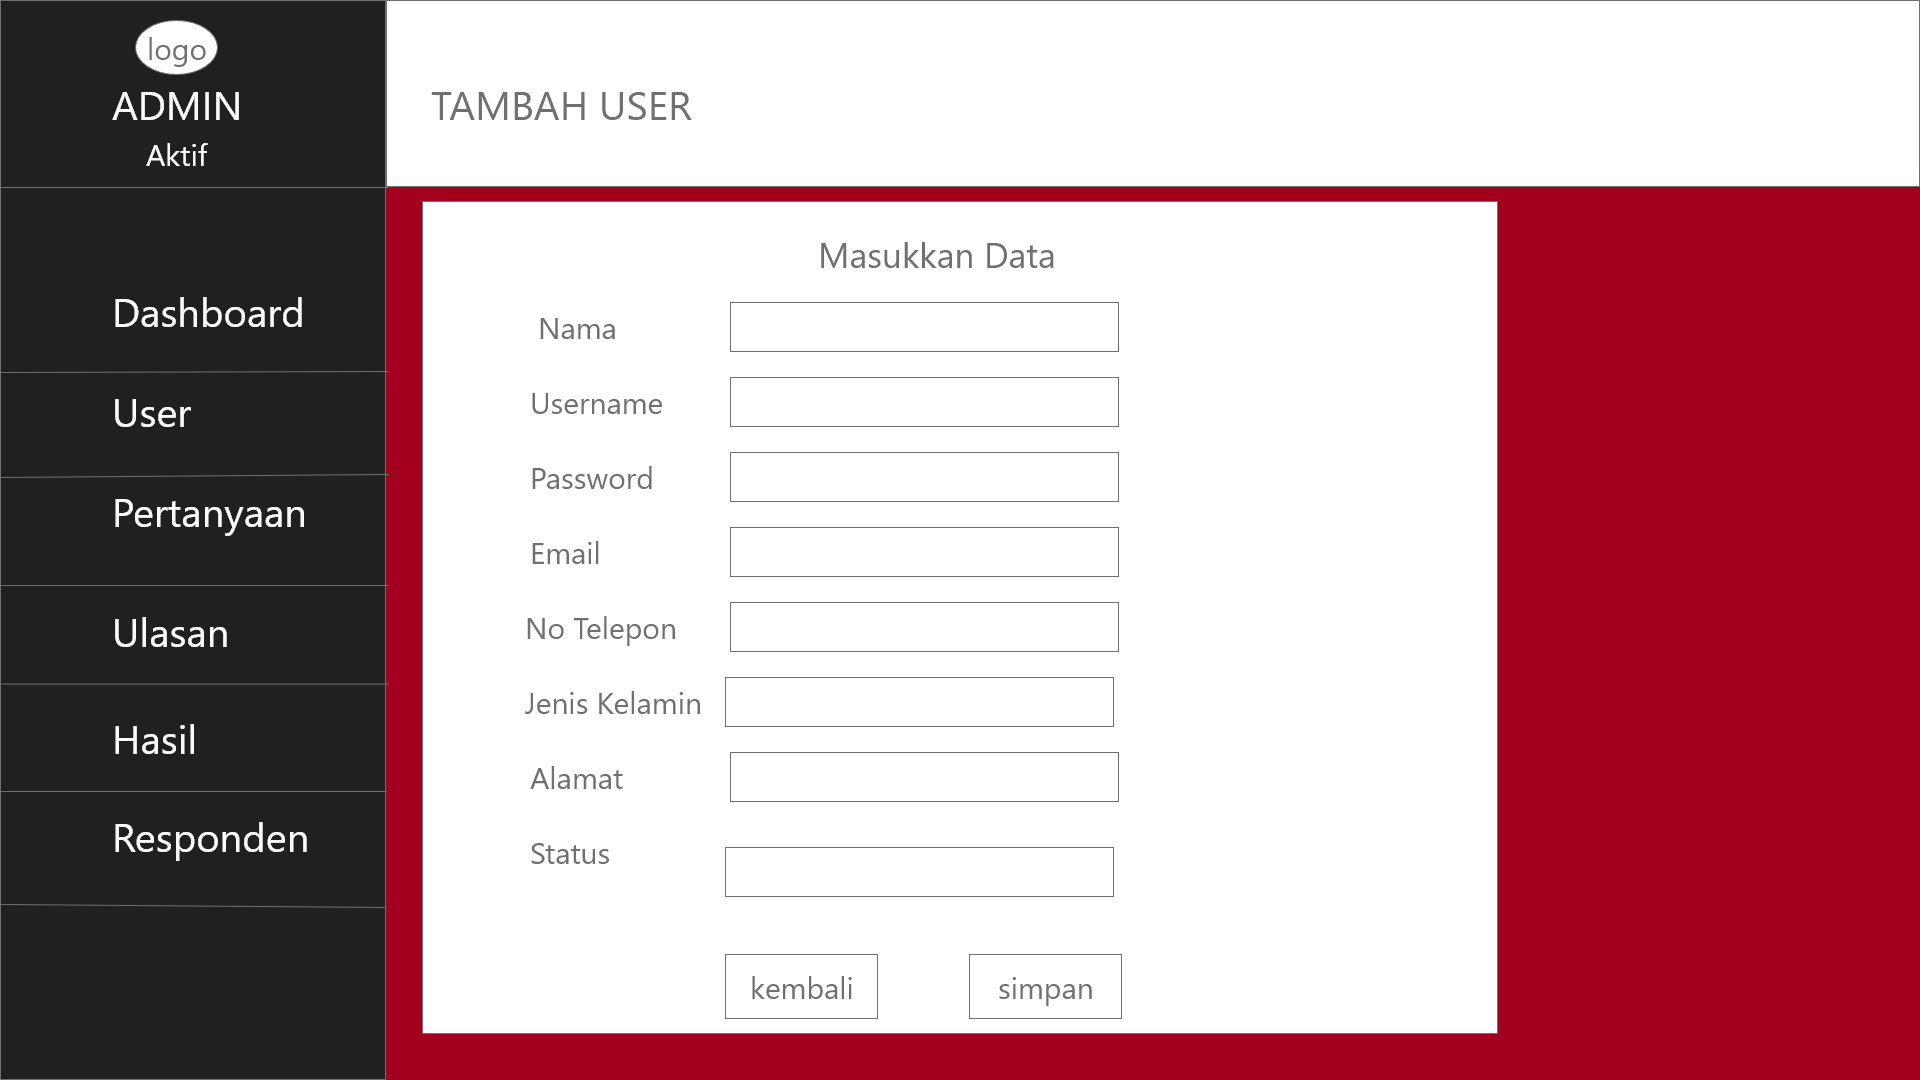 logo
ADMIN
Aktif
TAMBAH USER
Dashboard
User
Pertanyaan
Ulasan
Hasil
Responden
Masukkan Data
Nama
Username
Password
Email
No Telepon
Jenis Kelamin
Alamat
Status
kembali
simpan